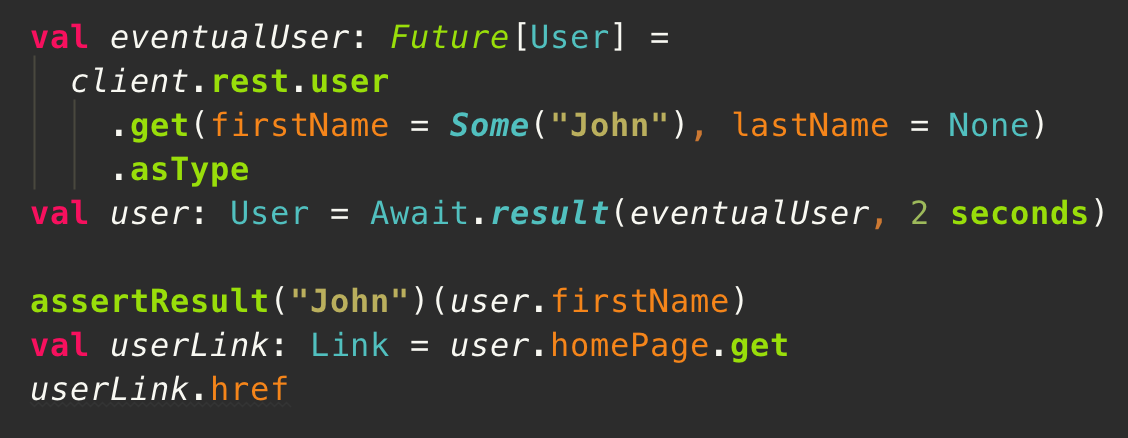 val eventualUser: Future[User] =
  client.rest.user
    .get(firstName = Some("John"), lastName = None)
    .asType
val user: User = Await.result(eventualUser, 2 seconds)

assertResult("John")(user.firstName)
val userLink: Link = user.homePage.get
userLink.href